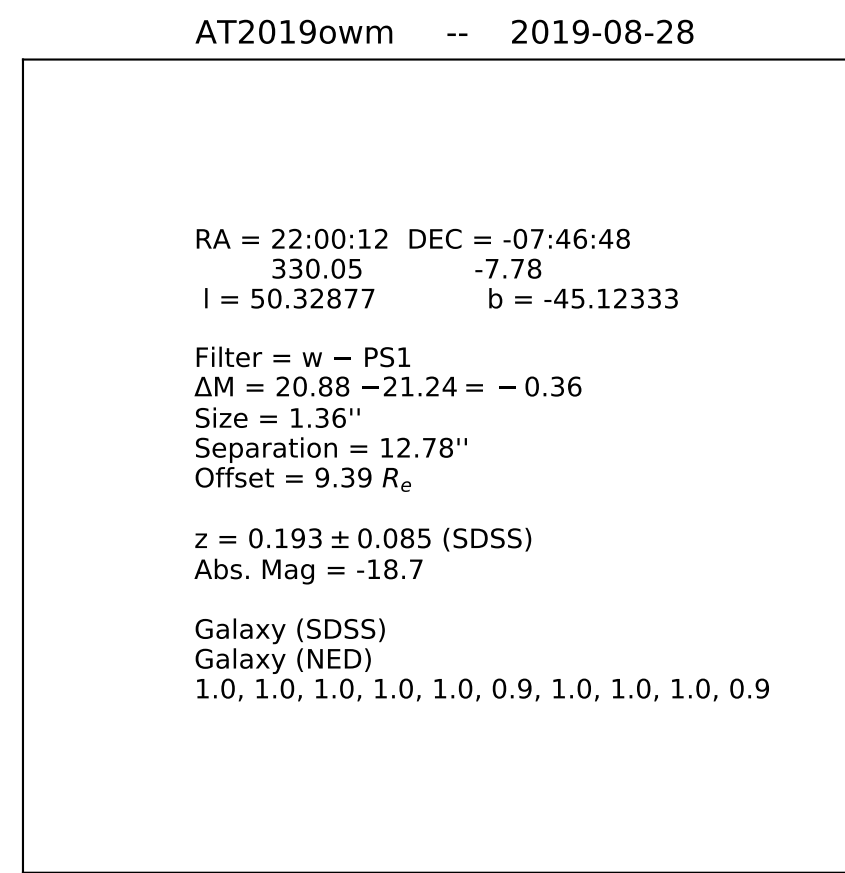 AT2019owm -- 2019-08-28
RA = 22:00:12 DEC = -07:46:48
330.05 -7.78
l = 50.32877 b = -45.12333
Filter = w − PS1
ΔM = 20.88 −21.24 = − 0.36
Size = 1.36''
Separation = 12.78''
Offset = 9.39 Rₑ
z = 0.193 ± 0.085 (SDSS)
Abs. Mag = -18.7
Galaxy (SDSS)
Galaxy (NED)
1.0, 1.0, 1.0, 1.0, 1.0, 0.9, 1.0, 1.0, 1.0, 0.9